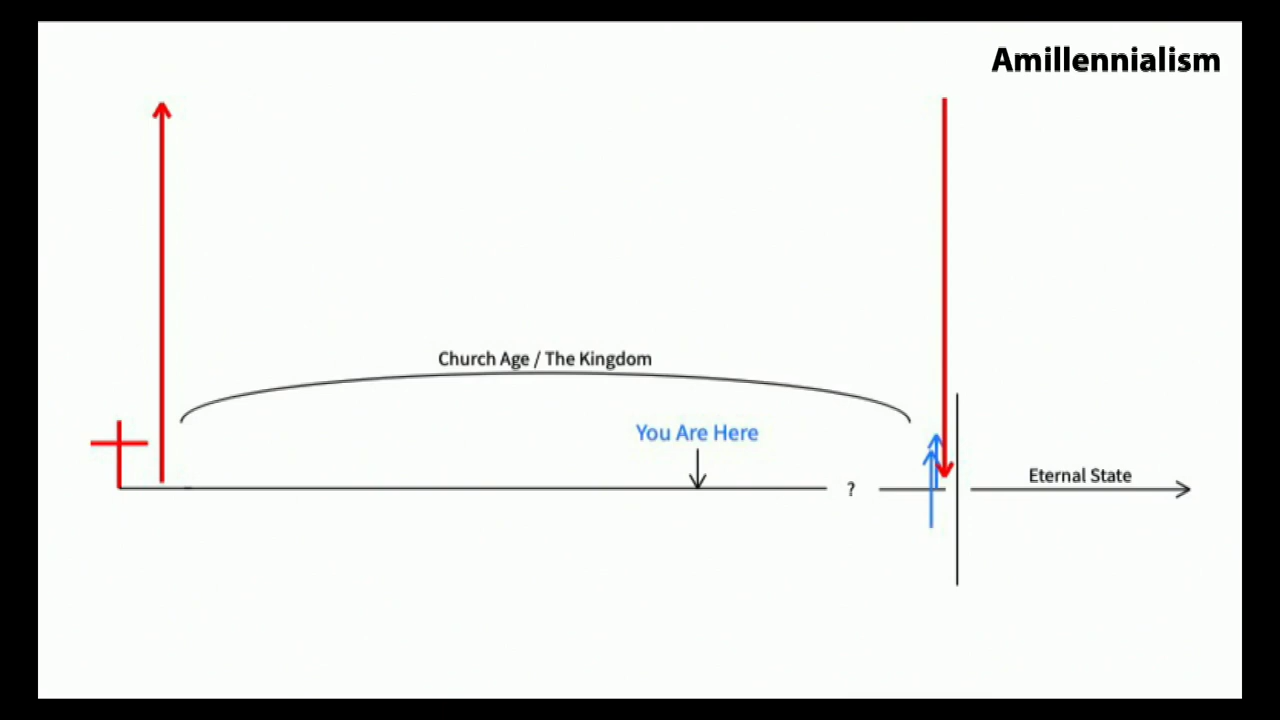 Amillennialism
Church Age / The Kingdom
You Are Here
?
Eternal State